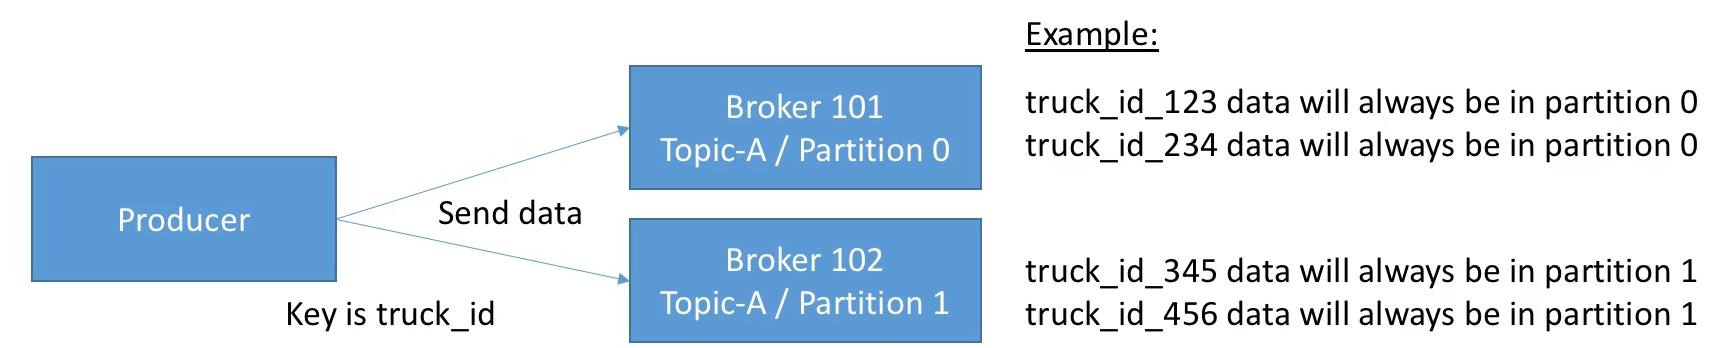 Producer
Key is truck_id
Send data
Broker 101
Topic-A / Partition 0
Broker 102
Topic-A / Partition 1
Example:
truck_id_123 data will always be in partition 0
truck_id_234 data will always be in partition 0
truck_id_345 data will always be in partition 1
truck_id_456 data will always be in partition 1